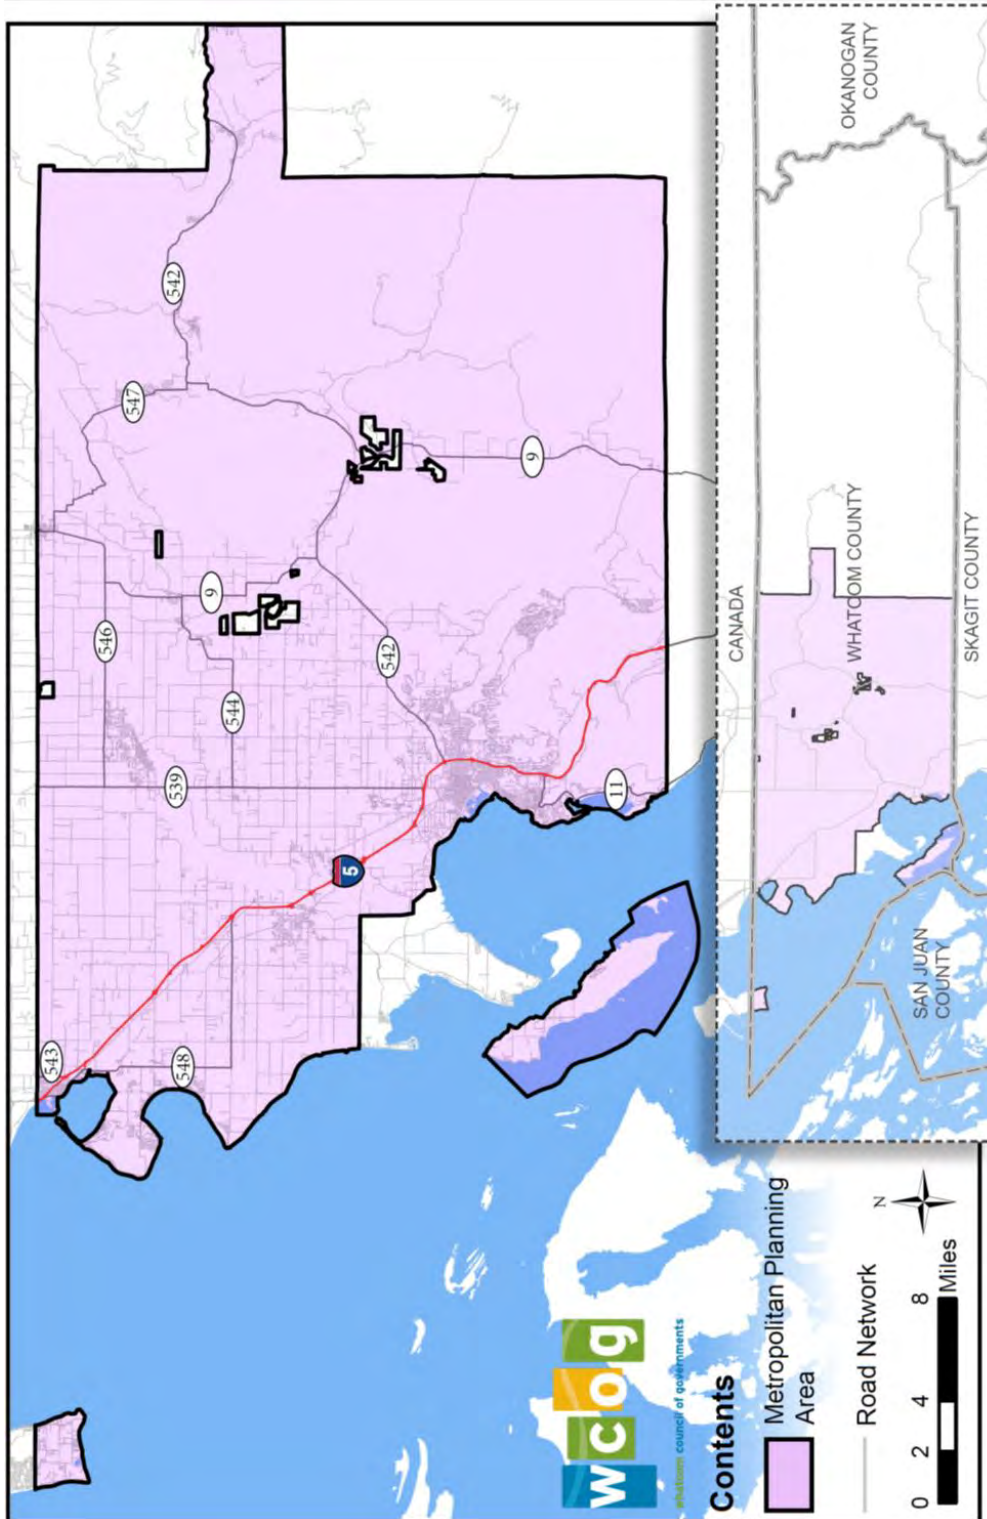 543
548
5
539
546
544
9
547
542
542
9
11
CANADA
WHATCOM COUNTY
OKANOGAN
COUNTY
SKAGIT COUNTY
SAN JUAN
COUNTY
wcog
whatcom council of governments
Contents
Metropolitan Planning
Area
Road Network
N
0 2 4 8
Miles